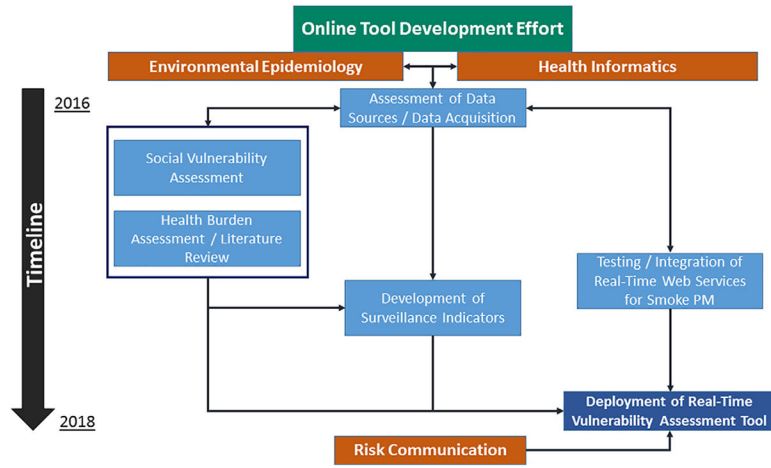 Online Tool Development Effort
Environmental Epidemiology
Health Informatics
2016
Assessment of Data
Sources / Data Acquisition
Social Vulnerability
Assessment
Health Burden
Assessment / Literature
Review
Timeline
Development of
Surveillance Indicators
Testing / Integration of
Real-Time Web Services
for Smoke PM
2018
Deployment of Real-Time
Vulnerability Assessment Tool
Risk Communication